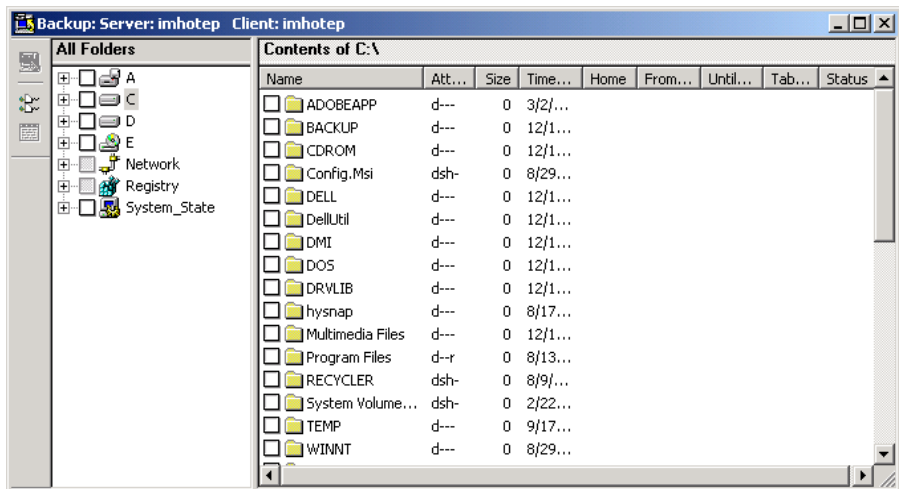 Backup: Server: imhotep   Client: imhotep
All Folders
A
C
D
E
Network
Registry
System_State
Contents of C:\
Name Att... Size Time... Home From... Until... Tab... Status
ADOBEAPP d--- 0 3/2/...
BACKUP d--- 0 12/1...
CDROM d--- 0 12/1...
Config.Msi dsh- 0 8/29...
DELL d--- 0 12/1...
DellUtil d--- 0 12/1...
DMI d--- 0 12/1...
DOS d--- 0 12/1...
DRVLIB d--- 0 12/1...
hysnap d--- 0 8/17...
Multimedia Files d--- 0 12/1...
Program Files d--r 0 8/13...
RECYCLER dsh- 0 8/9/...
System Volume... dsh- 0 2/22...
TEMP d--- 0 9/17...
WINNT d--- 0 8/29...